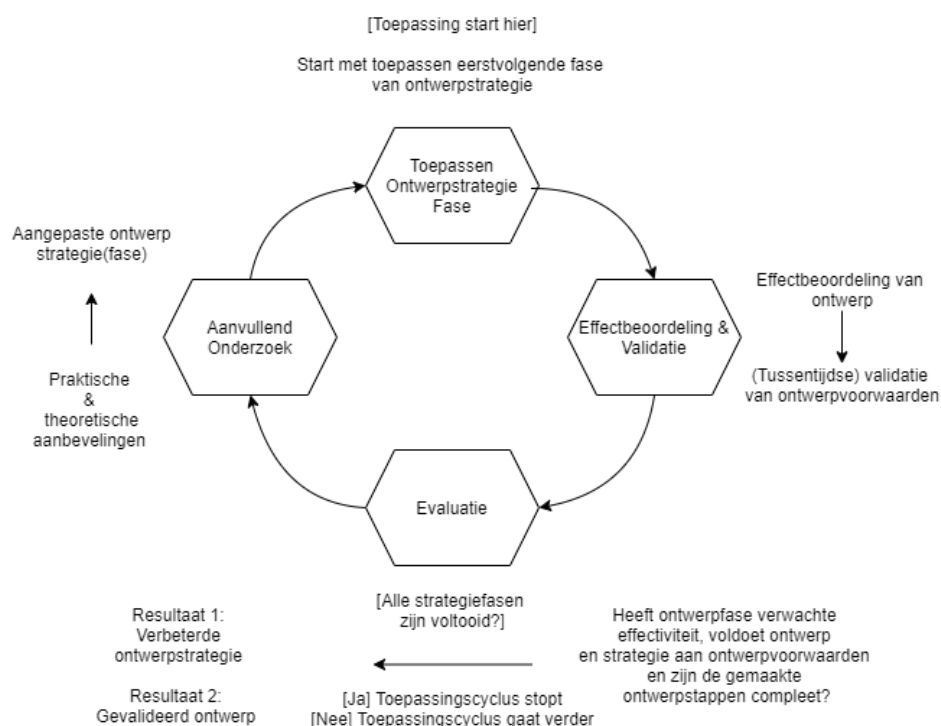 [Toepassing start hier]
Start met toepassen eerstvolgende fase
van ontwerpstrategie
Toepassen
Ontwerpstrategie
Fase
Aangepaste ontwerp
strategie(fase)
Praktische
&
theoretische
aanbevelingen
Aanvullend
Onderzoek
Effectbeoordeling &
Validatie
Effectbeoordeling van
ontwerp
(Tussentijdse) validatie
van ontwerpvoorwaarden
Evaluatie
[Alle strategiefasen
zijn voltooid?]
Heeft ontwerpfase verwachte
effectiviteit, voldoet ontwerp
en strategie aan ontwerpvoorwaarden
en zijn de gemaakte
ontwerpstappen compleet?
[Ja] Toepassingscyclus stopt
[Nee] Toepassingscyclus gaat verder
Resultaat 1:
Verbeterde
ontwerpstrategie
Resultaat 2:
Gevalideerd ontwerp